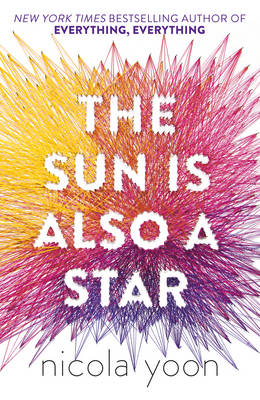 NEW YORK TIMES BESTSELLING AUTHOR OF
EVERYTHING, EVERYTHING
THE
SUN IS
ALSO A
STAR
nicola yoon